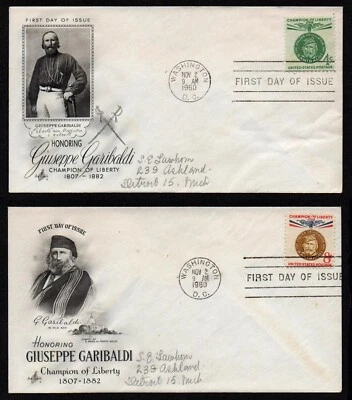 FIRST DAY OF ISSUE
GIUSEPPE GARIBALDI
HONORING
Giuseppe Garibaldi
CHAMPION OF LIBERTY
1807-1882
WASHINGTON
NOV 2
9 AM
1960
D. C.
CHAMPION OF LIBERTY
4¢
UNITED STATES POSTAGE
FIRST DAY OF ISSUE
S.E. Lawhorn
239 Ashland
Detroit 15, Mich
FIRST DAY OF ISSUE
G. Garibaldi
HONORING
GIUSEPPE GARIBALDI
Champion of Liberty
1807-1882
WASHINGTON
NOV 2
9 AM
1960
D. C.
CHAMPION OF LIBERTY
8¢
UNITED STATES POSTAGE
FIRST DAY OF ISSUE
S.E. Lawhorn
239 Ashland
Detroit 15, Mich